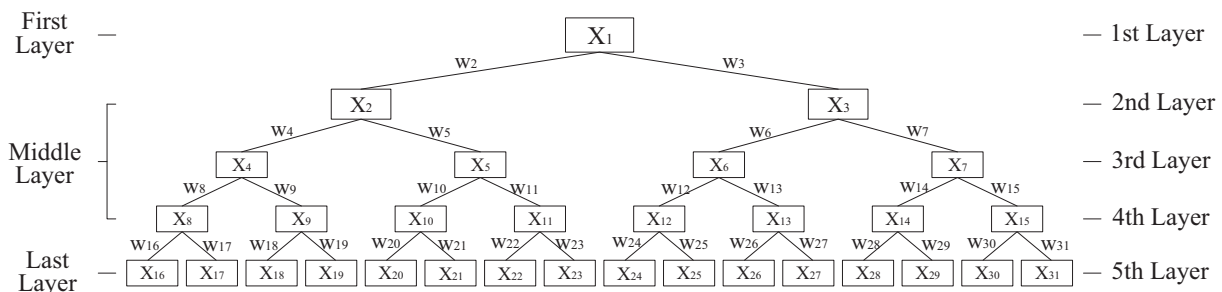 First
Layer
X1
1st Layer
W2
W3
X2
X3
2nd Layer
W4
W5
W6
W7
Middle
Layer
X4
X5
X6
X7
3rd Layer
W8
W9
W10
W11
W12
W13
W14
W15
X8
X9
X10
X11
X12
X13
X14
X15
4th Layer
W16
W17
W18
W19
W20
W21
W22
W23
W24
W25
W26
W27
W28
W29
W30
W31
Last
Layer
X16
X17
X18
X19
X20
X21
X22
X23
X24
X25
X26
X27
X28
X29
X30
X31
5th Layer